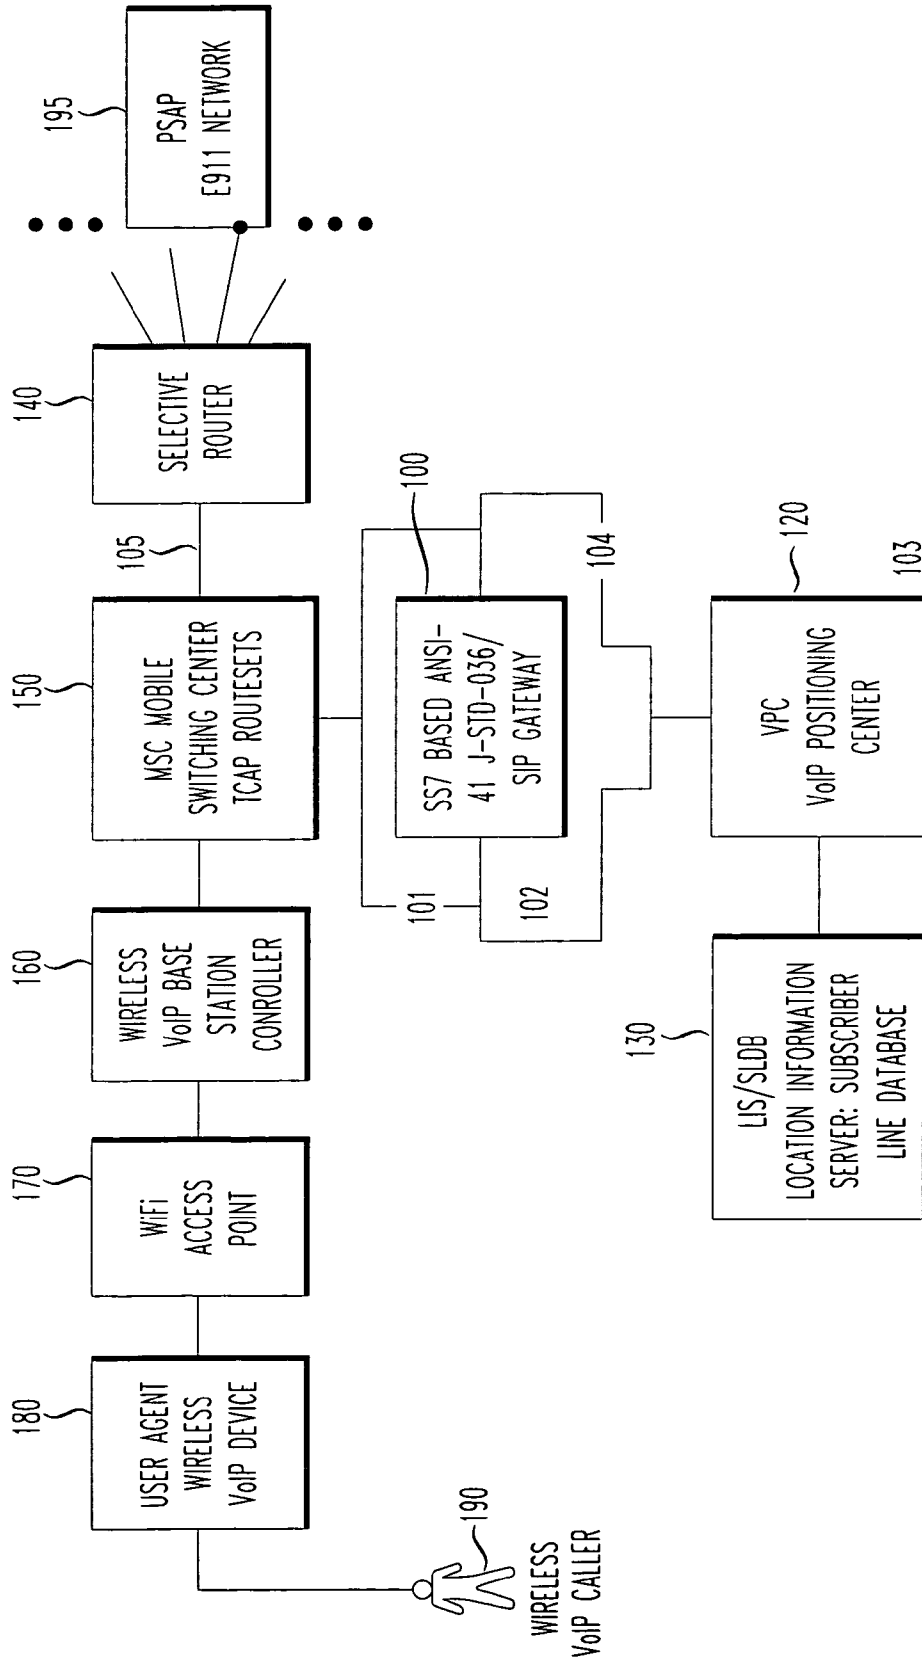 180
USER AGENT
WIRELESS
VoIP DEVICE
190
WIRELESS
VoIP CALLER
170
WiFi
ACCESS
POINT
160
WIRELESS
VoIP BASE
STATION
CONROLLER
150
MSC MOBILE
SWITCHING CENTER
TCAP ROUTESETS
105
140
SELECTIVE
ROUTER
195
PSAP
E911 NETWORK
101
102
100
SS7 BASED ANSI-
41 J-STD-036/
SIP GATEWAY
104
130
LIS/SLDB
LOCATION INFORMATION
SERVER: SUBSCRIBER
LINE DATABASE
120
VPC
VoIP POSITIONING
CENTER
103